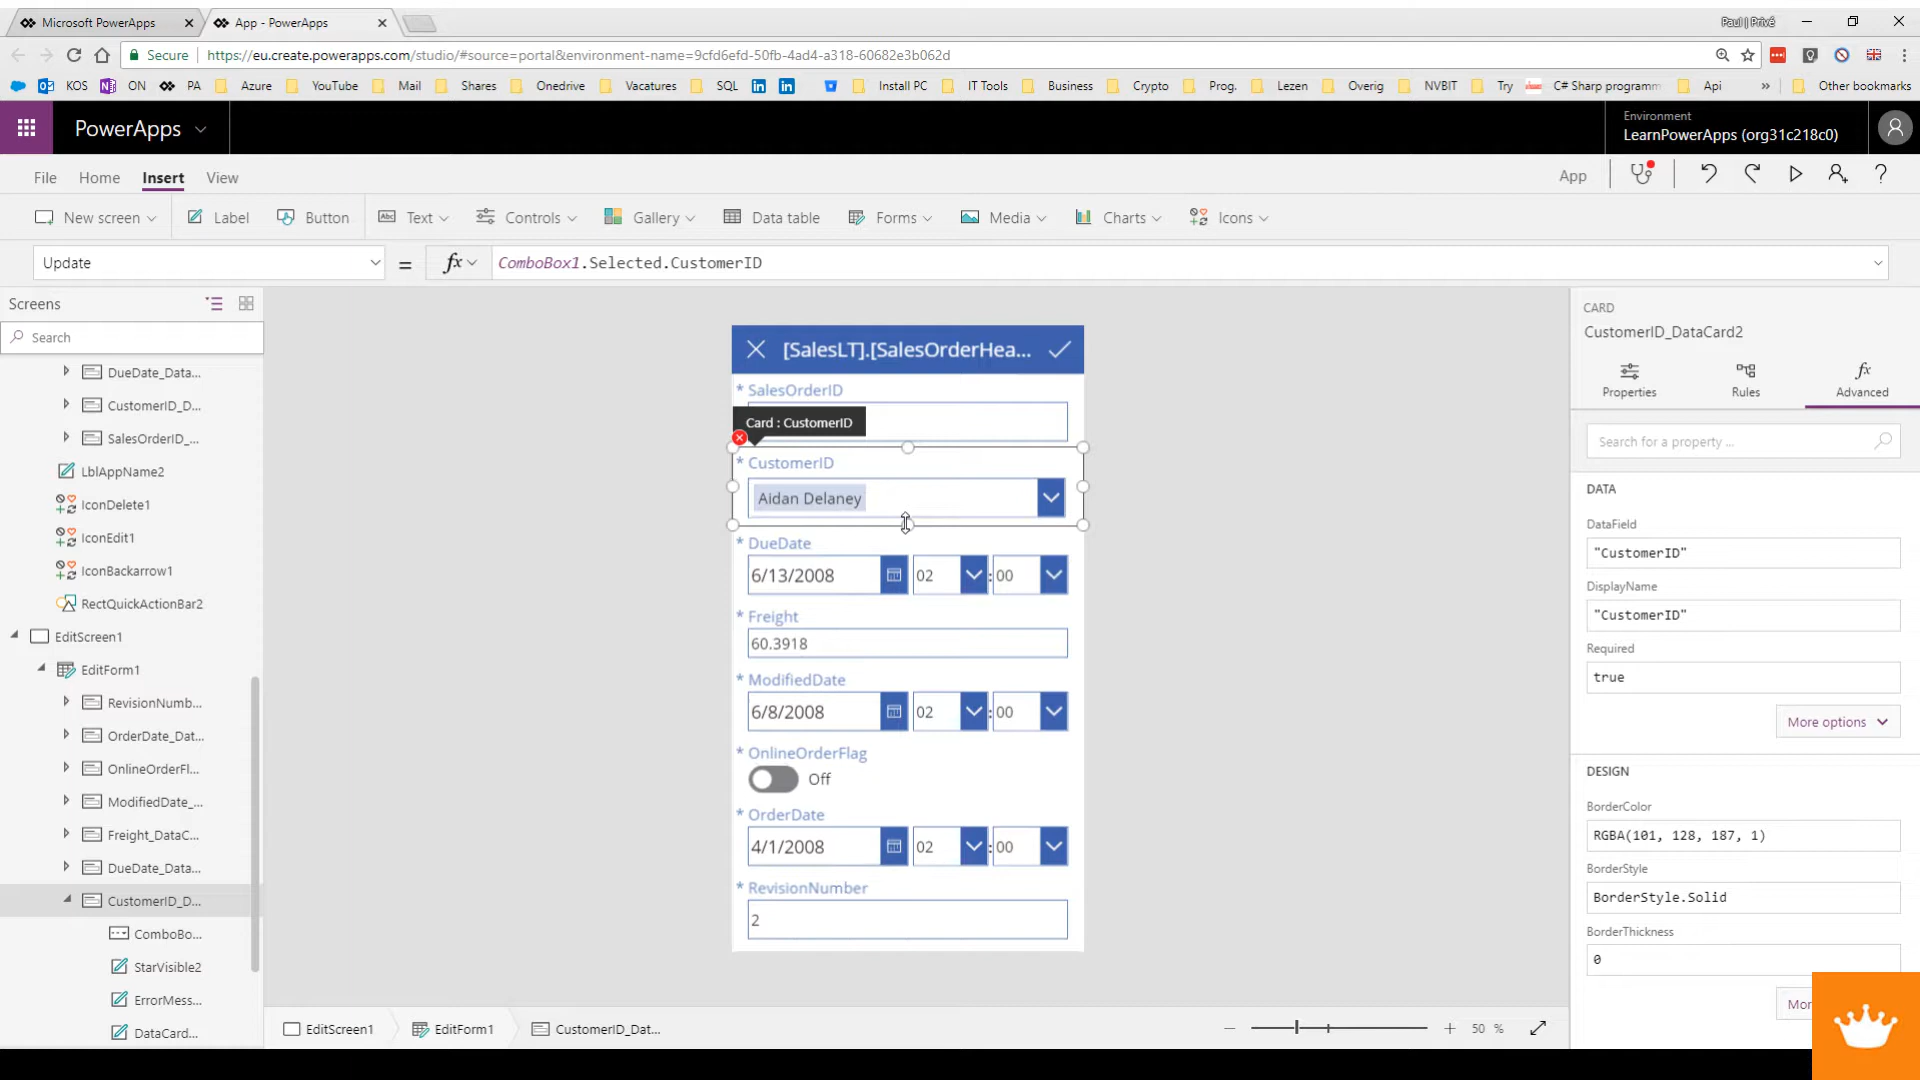 Microsoft PowerApps
App - PowerApps
Paul | Privé
Secure
https://eu.create.powerapps.com/studio/#source=portal&environment-name=9cfd6efd-50fb-4ad4-a318-60682e3b062d
KOS
ON
PA
Azure
YouTube
Mail
Shares
Onedrive
Vacatures
SQL
Install PC
IT Tools
Business
Crypto
Prog.
Lezen
Overig
NVBIT
Try
C# Sharp programm
Api
»
Other bookmarks
PowerApps
Environment
LearnPowerApps (org31c218c0)
File
Home
Insert
View
App
New screen
Label
Button
Text
Controls
Gallery
Data table
Forms
Media
Charts
Icons
Update
=
fx
ComboBox1.Selected.CustomerID
Screens
Search
DueDate_Data...
CustomerID_D...
SalesOrderID_...
LblAppName2
IconDelete1
IconEdit1
IconBackarrow1
RectQuickActionBar2
EditScreen1
EditForm1
RevisionNumb...
OrderDate_Dat...
OnlineOrderFl...
ModifiedDate_...
Freight_DataC...
DueDate_Data...
CustomerID_D...
ComboBo...
StarVisible2
ErrorMess...
DataCard...
[SalesLT].[SalesOrderHea...
* SalesOrderID
Card : CustomerID
* CustomerID
Aidan Delaney
* DueDate
6/13/2008
02
:
00
* Freight
60.3918
* ModifiedDate
6/8/2008
02
:
00
* OnlineOrderFlag
Off
* OrderDate
4/1/2008
02
:
00
* RevisionNumber
2
EditScreen1
EditForm1
CustomerID_Dat...
50 %
CARD
CustomerID_DataCard2
Properties
Rules
fx
Advanced
Search for a property ...
DATA
DataField
"CustomerID"
DisplayName
"CustomerID"
Required
true
More options
DESIGN
BorderColor
RGBA(101, 128, 187, 1)
BorderStyle
BorderStyle.Solid
BorderThickness
0
Mor